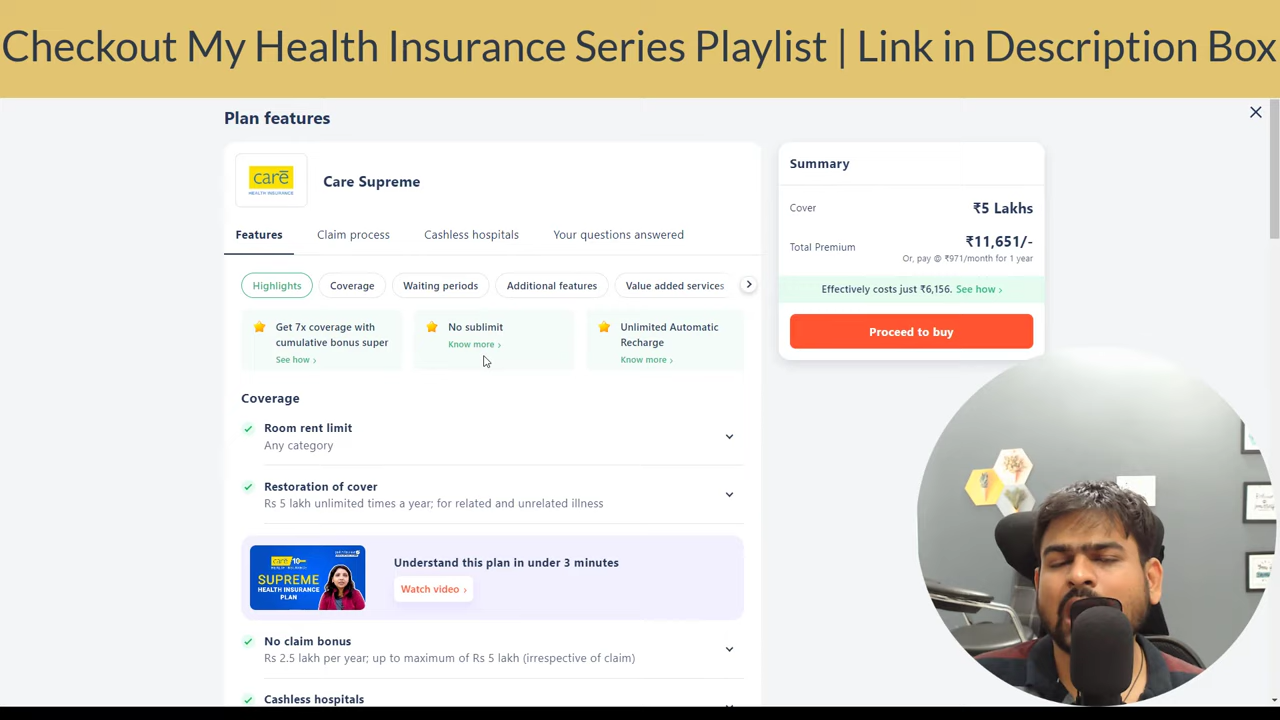 Checkout My Health Insurance Series Playlist | Link in Description Box
Plan features
care
HEALTH INSURANCE
Care Supreme
Features
Claim process
Cashless hospitals
Your questions answered
Highlights
Coverage
Waiting periods
Additional features
Value added services
Get 7x coverage with
cumulative bonus super
See how ›
No sublimit
Know more ›
Unlimited Automatic
Recharge
Know more ›
Coverage
Room rent limit
Any category
Restoration of cover
Rs 5 lakh unlimited times a year; for related and unrelated illness
care
SUPREME
HEALTH INSURANCE
PLAN
Understand this plan in under 3 minutes
Watch video ›
No claim bonus
Rs 2.5 lakh per year; up to maximum of Rs 5 lakh (irrespective of claim)
Cashless hospitals
Summary
Cover
₹5 Lakhs
Total Premium
₹11,651/-
Or, pay @ ₹971/month for 1 year
Effectively costs just ₹6,156. See how ›
Proceed to buy